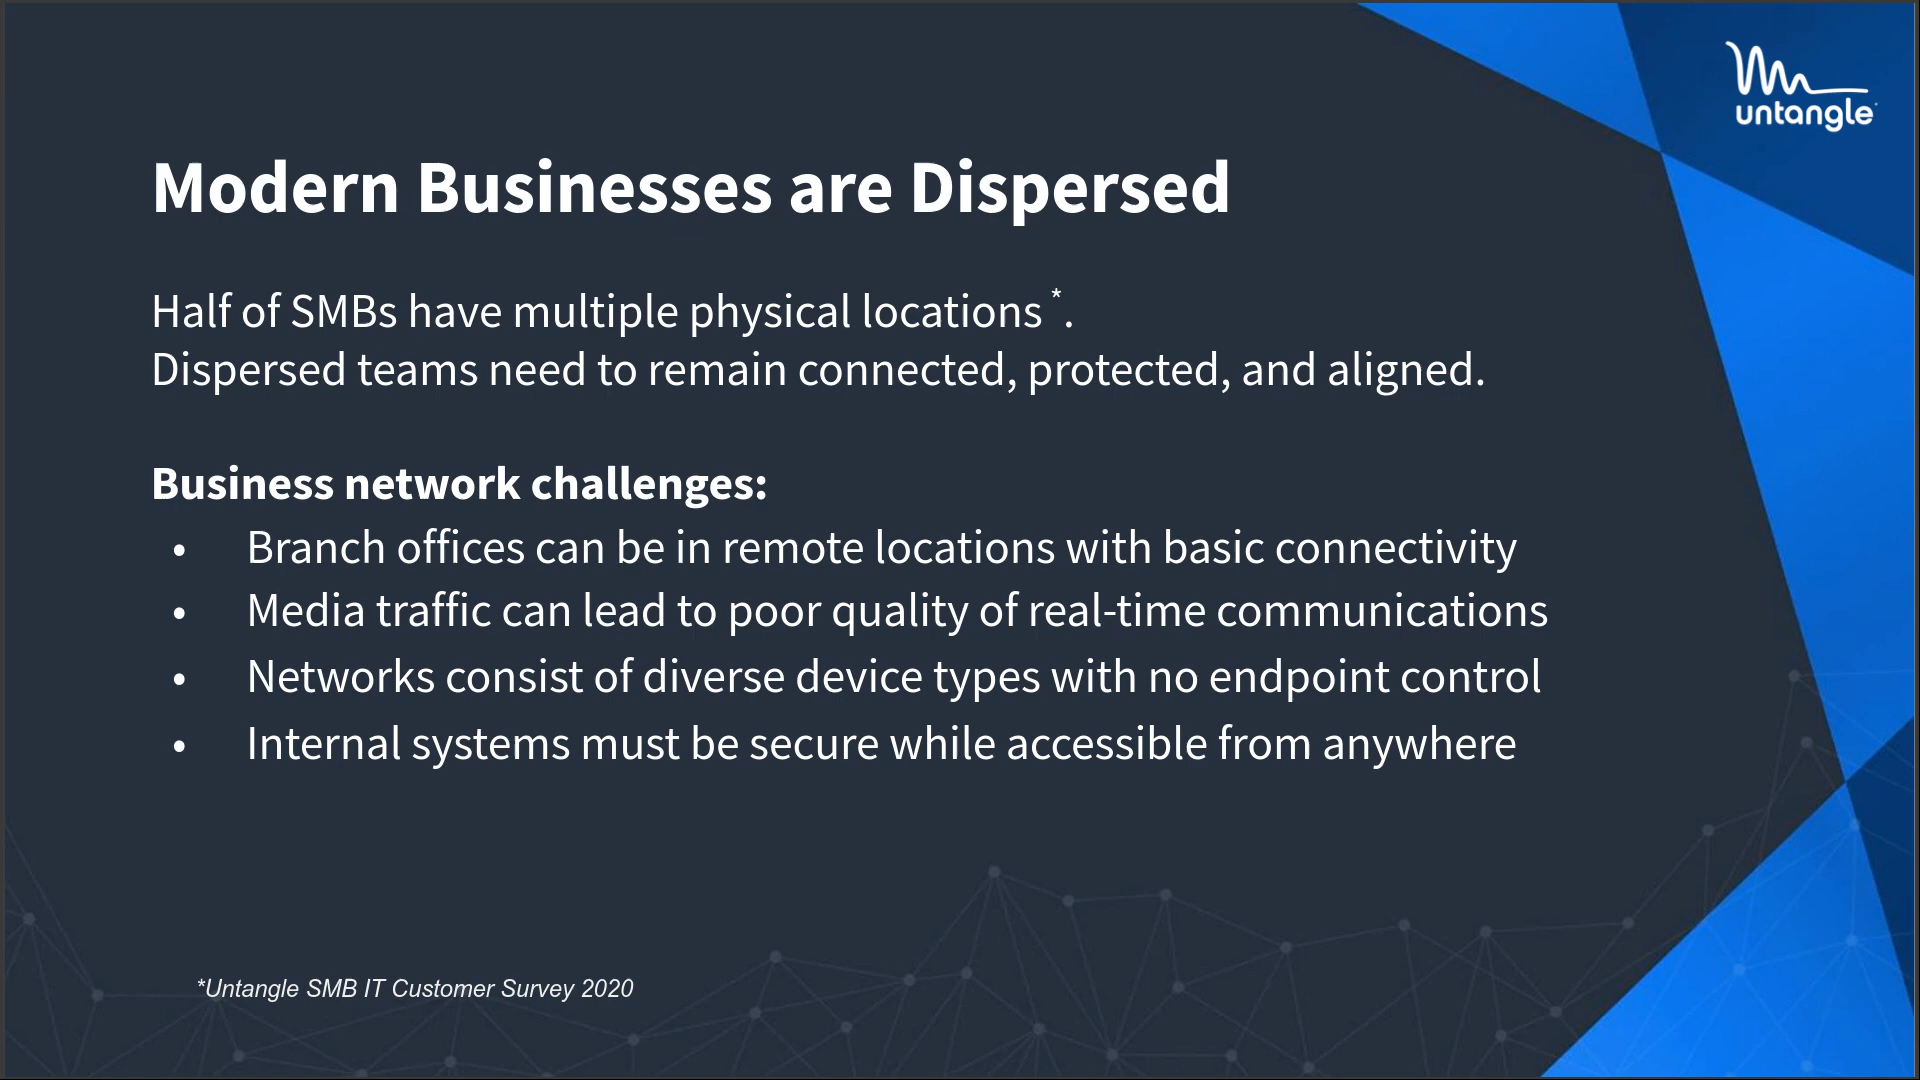 untangle
Modern Businesses are Dispersed
Half of SMBs have multiple physical locations *.
Dispersed teams need to remain connected, protected, and aligned.
Business network challenges:
• Branch offices can be in remote locations with basic connectivity
• Media traffic can lead to poor quality of real-time communications
• Networks consist of diverse device types with no endpoint control
• Internal systems must be secure while accessible from anywhere
*Untangle SMB IT Customer Survey 2020